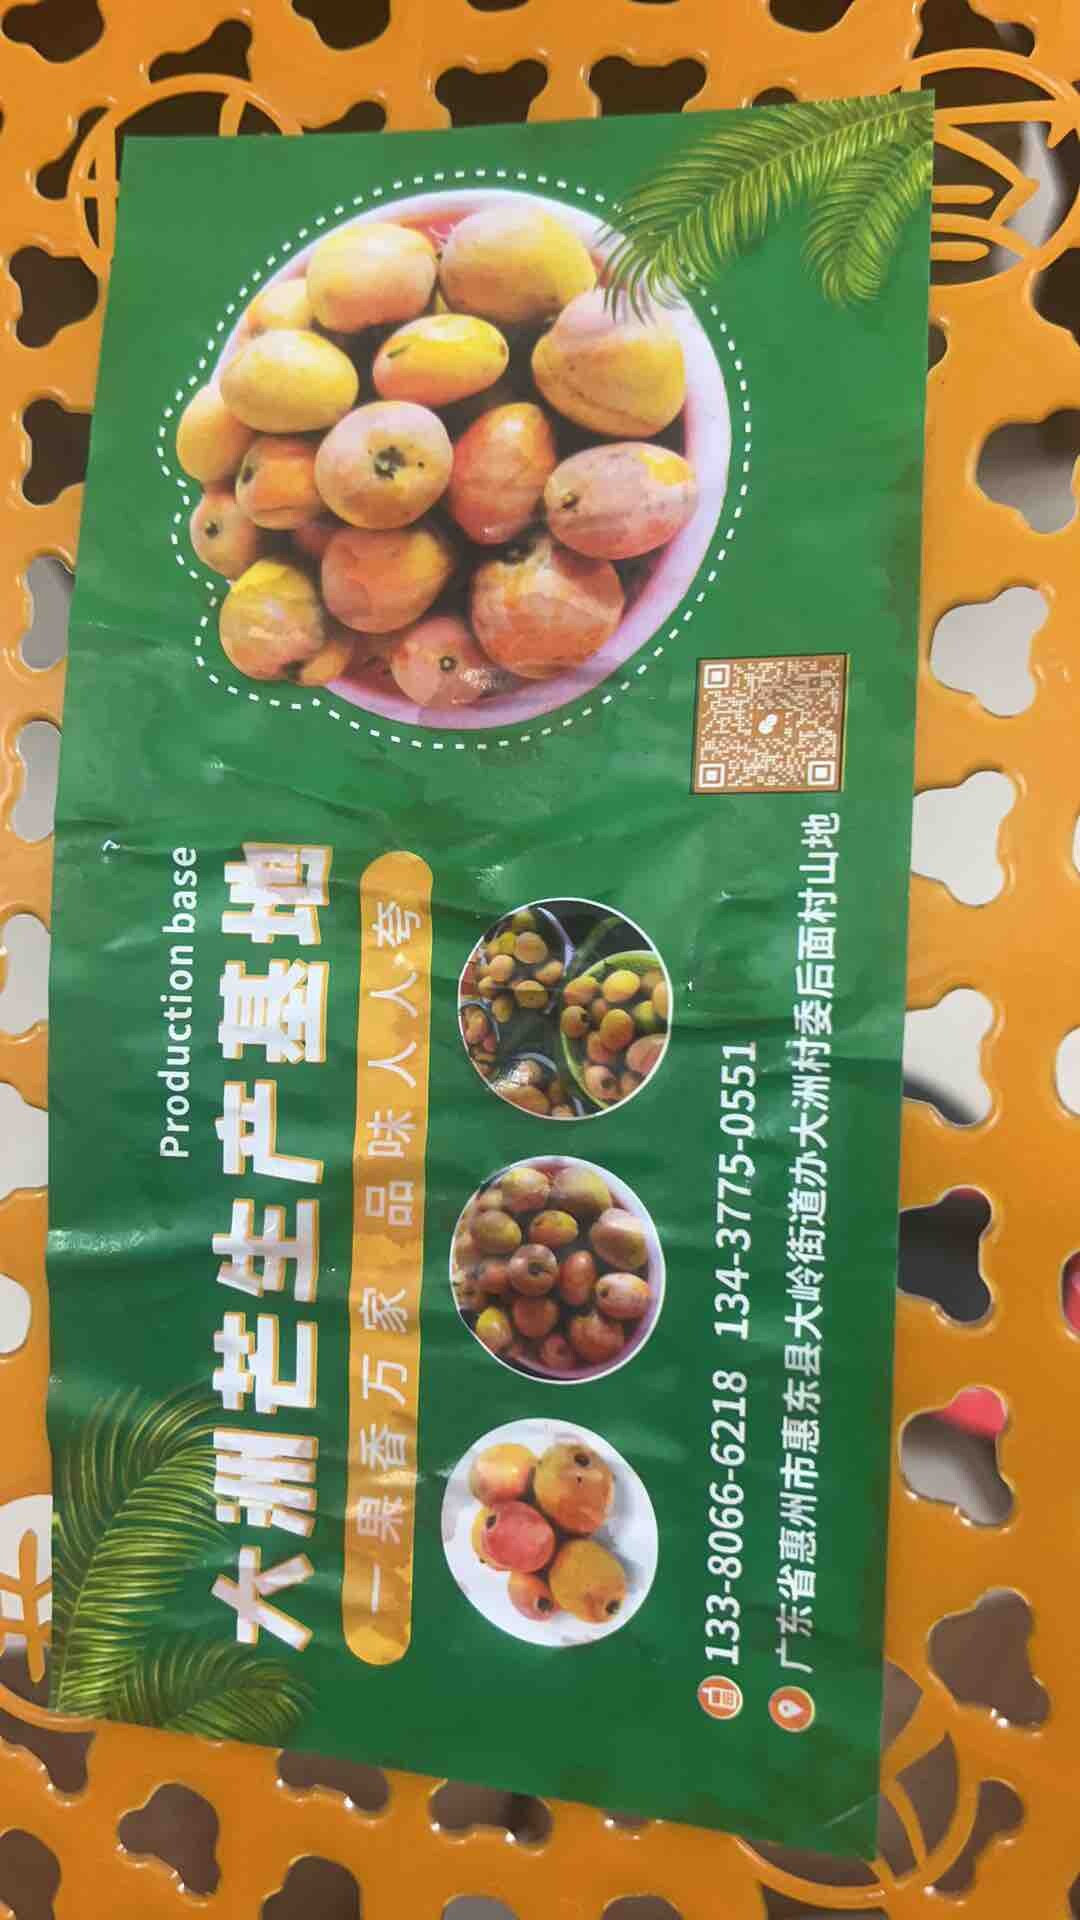 Production base
大洲芒生产基地
一果香万家 品味人人夸
133-8066-6218 134-3775-0551
广东省惠州市惠东县大岭街道办大洲村委后面村山地